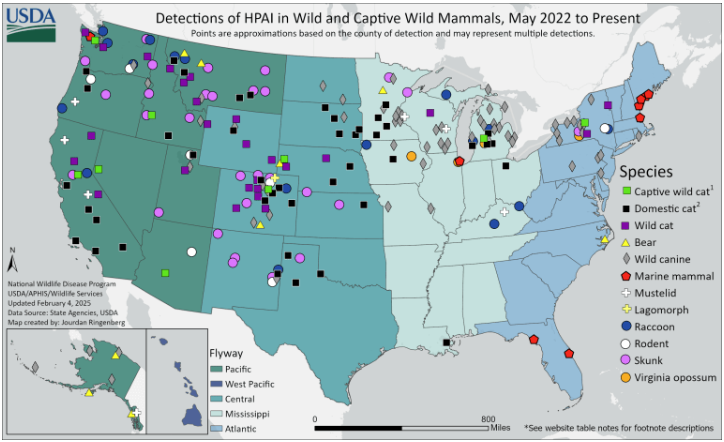 USDA
Detections of HPAI in Wild and Captive Wild Mammals, May 2022 to Present
Points are approximations based on the county of detection and may represent multiple detections.
Species
Captive wild cat1
Domestic cat2
Wild cat
Bear
Wild canine
Marine mammal
Mustelid
Lagomorph
Raccoon
Rodent
Skunk
Virginia opossum
N
National Wildlife Disease Program
USDA/APHIS/Wildlife Services
Updated February 4, 2025
Data Source: State Agencies, USDA
Map created by: Jourdan Ringenberg
Flyway
Pacific
West Pacific
Central
Mississippi
Atlantic
0 800
Miles
*See website table notes for footnote descriptions